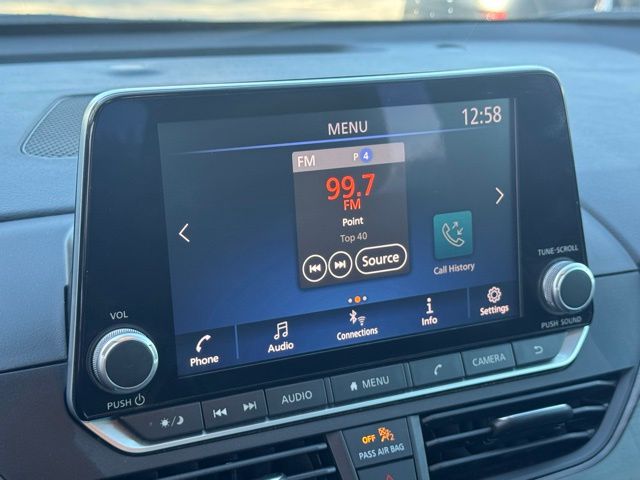 MENU
12:58
FM
P 4
99.7
FM
Point
Top 40
Source
Call History
Phone
Audio
Connections
Info
Settings
VOL
PUSH
TUNE·SCROLL
PUSH SOUND
AUDIO
MENU
CAMERA
OFF 2
PASS AIR BAG